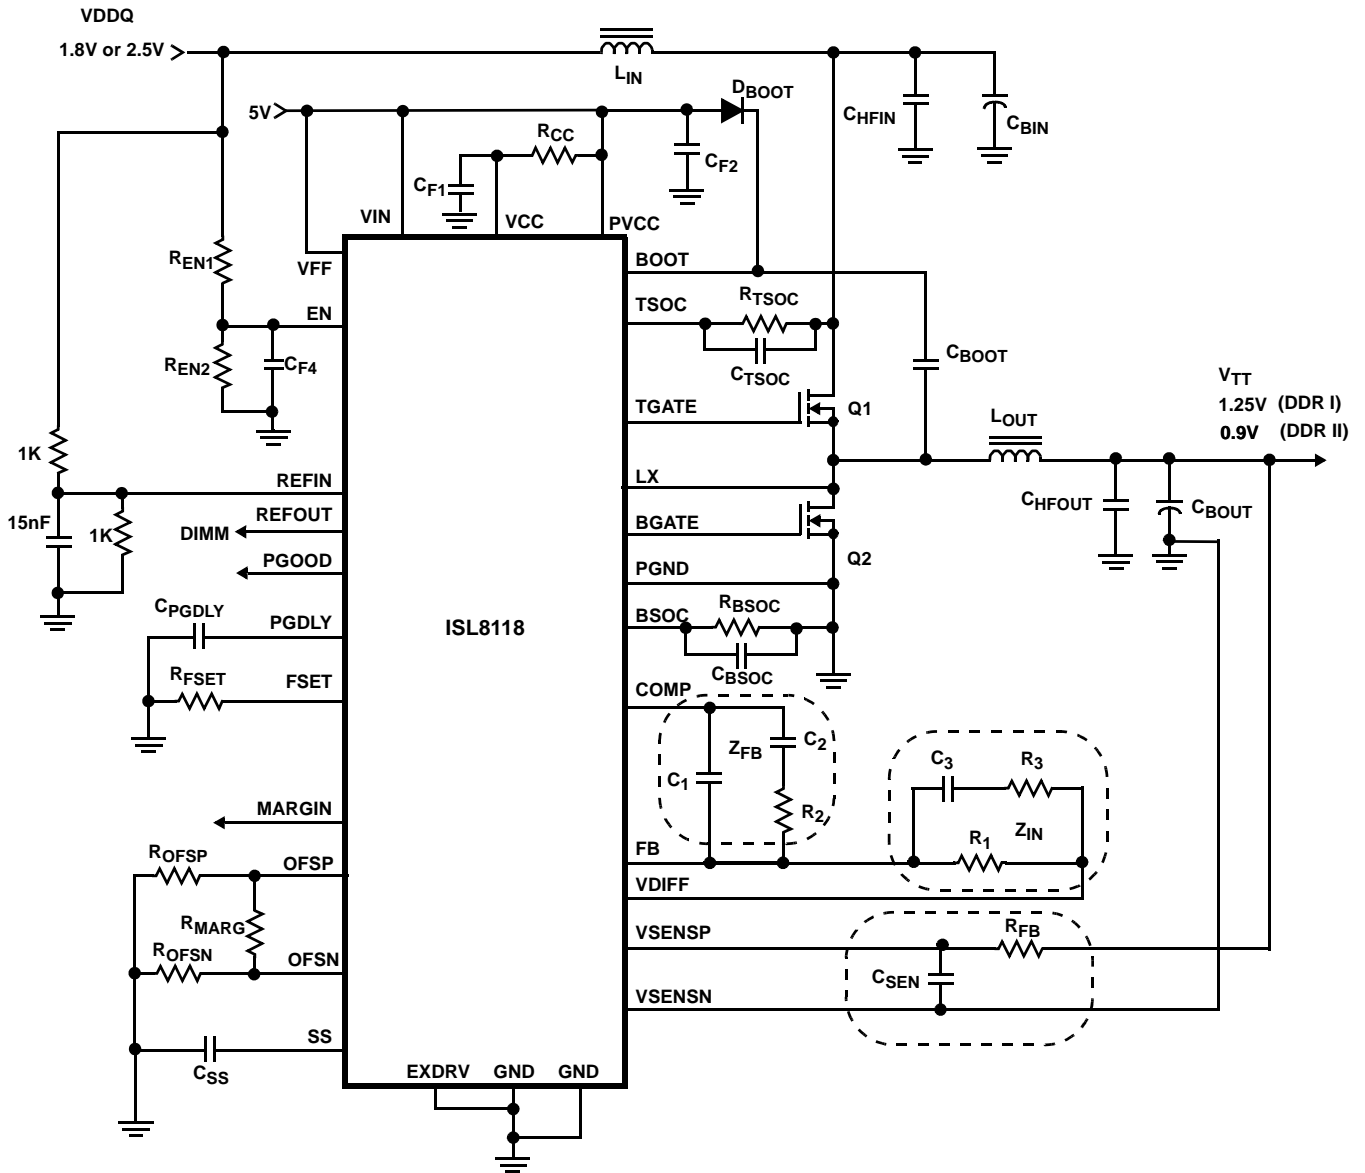 VDDQ
1.8V or 2.5V
LIN
5V
DBOOT
CHFIN
CBIN
RCC
CF2
CF1
VIN
VCC
PVCC
VFF
BOOT
REN1
EN
TSOC
RTSOC
REN2
CF4
CTSOC
CBOOT
VTT
1.25V (DDR I)
0.9V (DDR II)
TGATE
Q1
LOUT
1K
REFIN
LX
CHFOUT
CBOUT
15nF
1K
REFOUT
DIMM
BGATE
Q2
PGOOD
PGND
CPGDLY
PGDLY
ISL8118
BSOC
RBSOC
CBSOC
RFSET
FSET
COMP
C1
ZFB
C2
R2
C3
R3
ZIN
R1
MARGIN
FB
ROFSP
OFSP
VDIFF
RMARG
VSENSP
RFB
ROFSN
OFSN
CSEN
VSENSN
SS
CSS
EXDRV
GND
GND